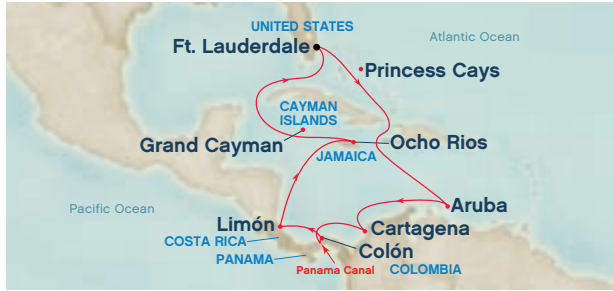 UNITED STATES
Ft. Lauderdale
Atlantic Ocean
Princess Cays
CAYMAN
ISLANDS
Grand Cayman
Ocho Rios
JAMAICA
Pacific Ocean
Aruba
Limón
Cartagena
COSTA RICA
Colón
PANAMA
Panama Canal
COLOMBIA